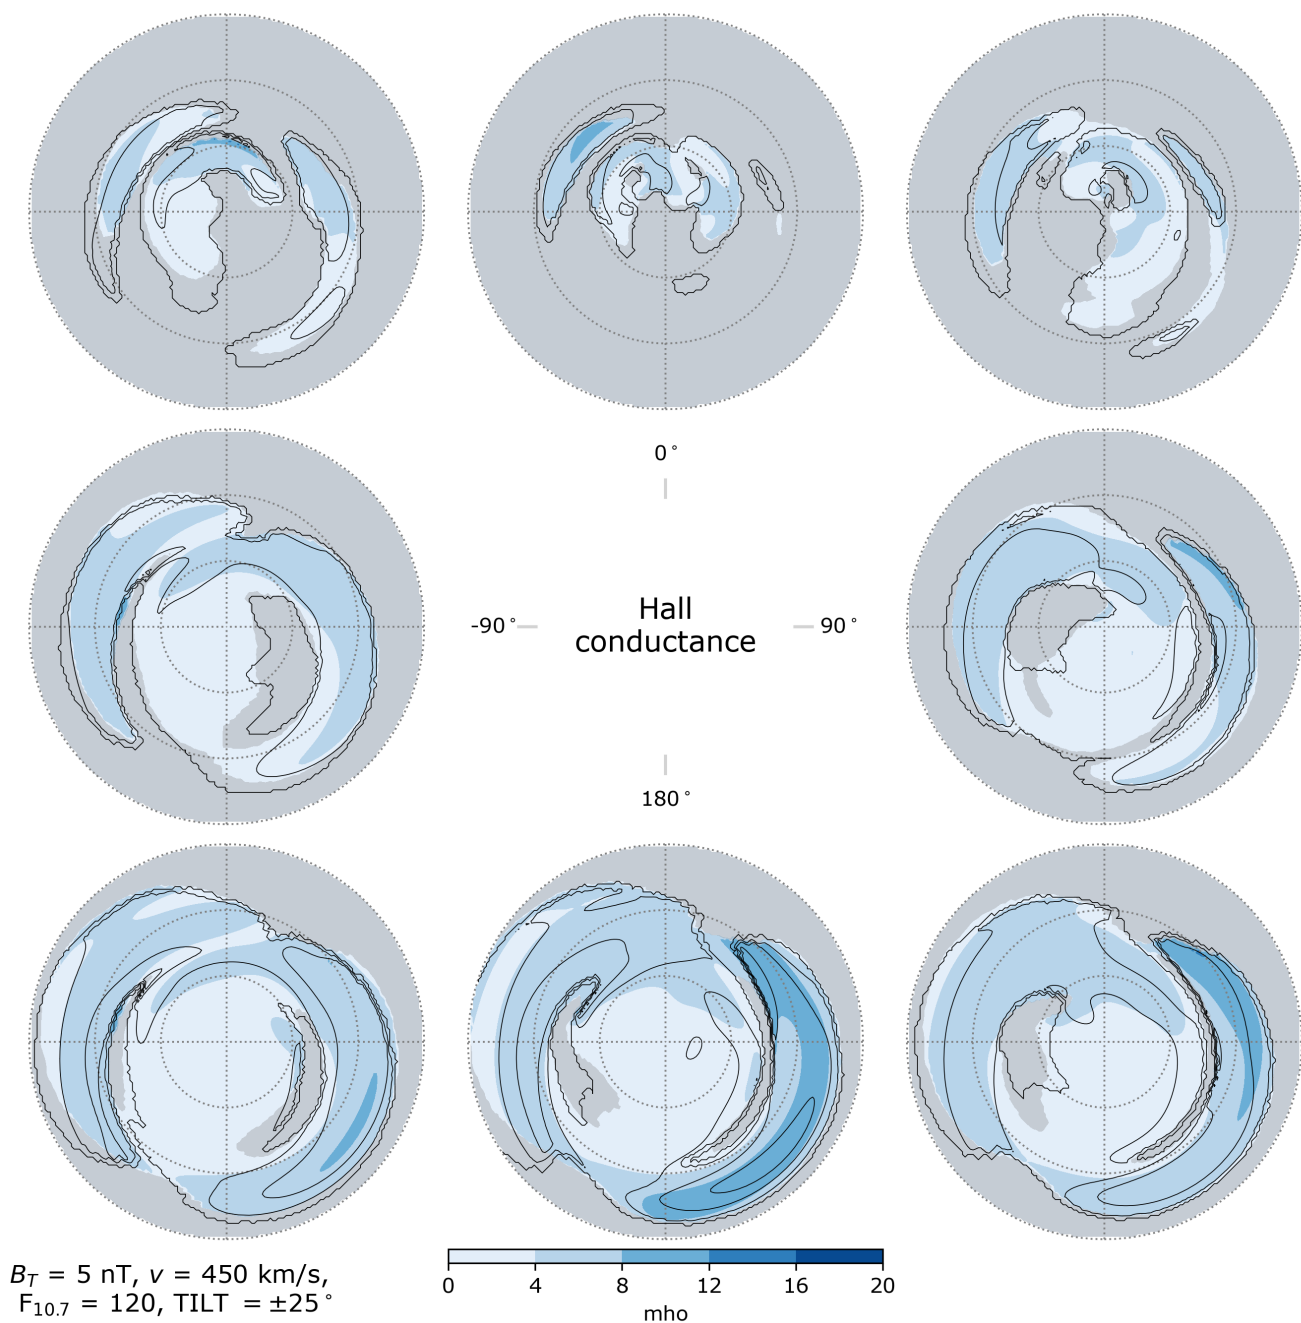 0°
Hall
-90°
90°
conductance
180°
0 4 8 12 16 20
mho
B_T = 5 nT, v = 450 km/s,
F_10.7 = 120, TILT = ±25°